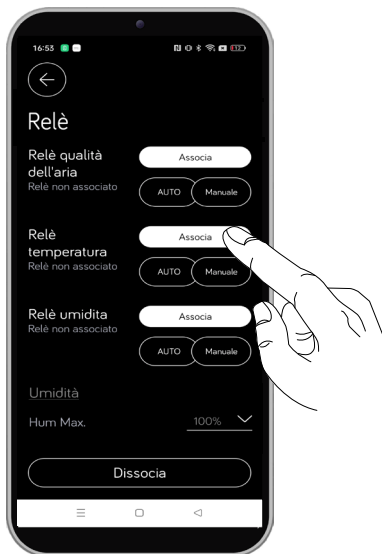 16:53
Relè
Relè qualità
dell'aria
Relè non associato
Associa
AUTO
Manuale
Relè
temperatura
Relè non associato
Associa
AUTO
Manuale
Relè umidita
Relè non associato
Associa
AUTO
Manuale
Umidità
Hum Max.
100%
Dissocia